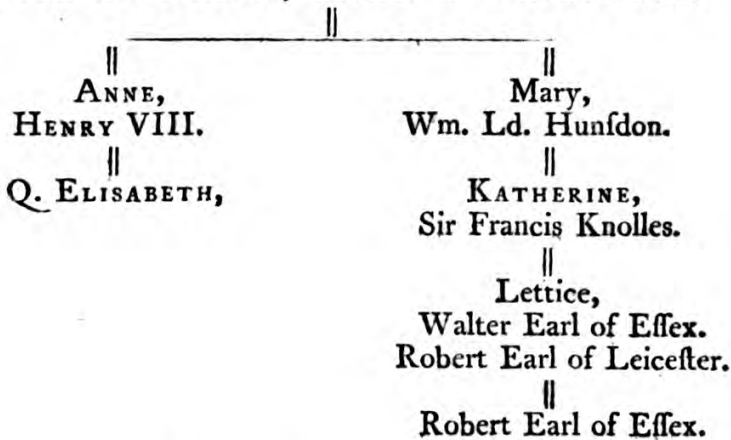 ANNE,
HENRY VIII.
Q. ELISABETH,
Mary,
Wm. Ld. Hunſdon.
KATHERINE,
Sir Francis Knolles.
Lettice,
Walter Earl of Eſſex.
Robert Earl of Leiceſter.
Robert Earl of Eſſex.